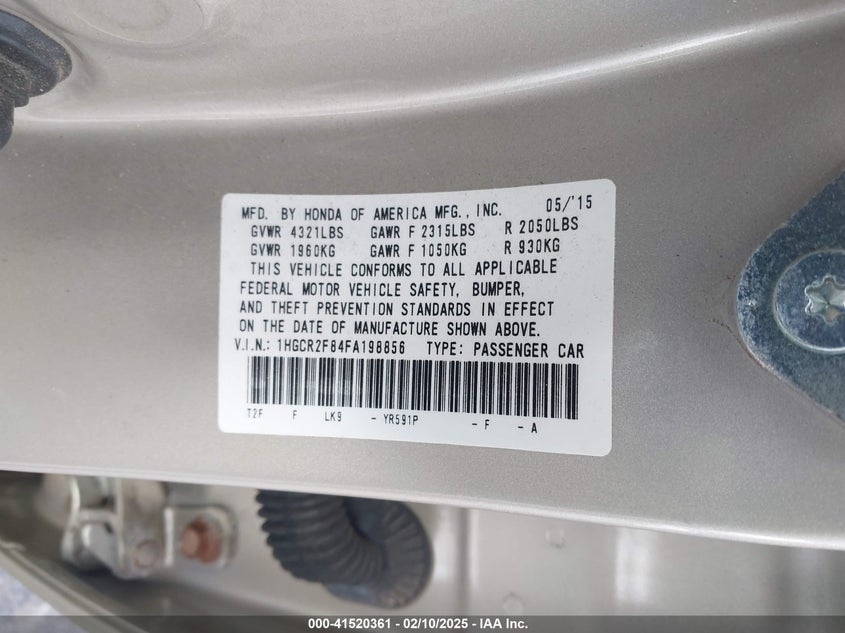 MFD. BY HONDA OF AMERICA MFG., INC. 05/'15
GVWR 4321LBS GAWR F 2315LBS R 2050LBS
GVWR 1960KG GAWR F 1050KG R 930KG
THIS VEHICLE CONFORMS TO ALL APPLICABLE
FEDERAL MOTOR VEHICLE SAFETY, BUMPER,
AND THEFT PREVENTION STANDARDS IN EFFECT
ON THE DATE OF MANUFACTURE SHOWN ABOVE.
V.I.N.: 1HGCR2F84FA198856 TYPE: PASSENGER CAR
T2F F LK9 - YR591P - F - A
000-41520361 - 02/10/2025 - IAA Inc.